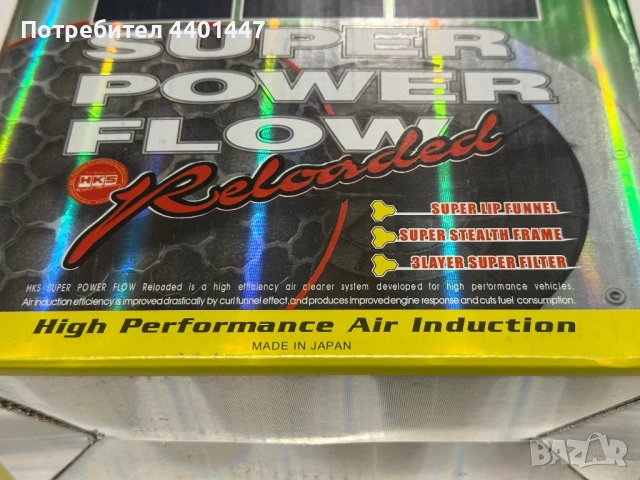 Потребител 4401447
SUPER
POWER
FLOW
Reloaded
HKS
SUPER LIP FUNNEL
SUPER STEALTH FRAME
3LAYER SUPER FILTER
HKS SUPER POWER FLOW Reloaded is a high efficiency air clearer system developed for high performance vehicles.
Air induction efficiency is improved drastically by curl funnel effect, and produces improved engine response and cuts fuel consumption.
High Performance Air Induction
MADE IN JAPAN
BAZAR